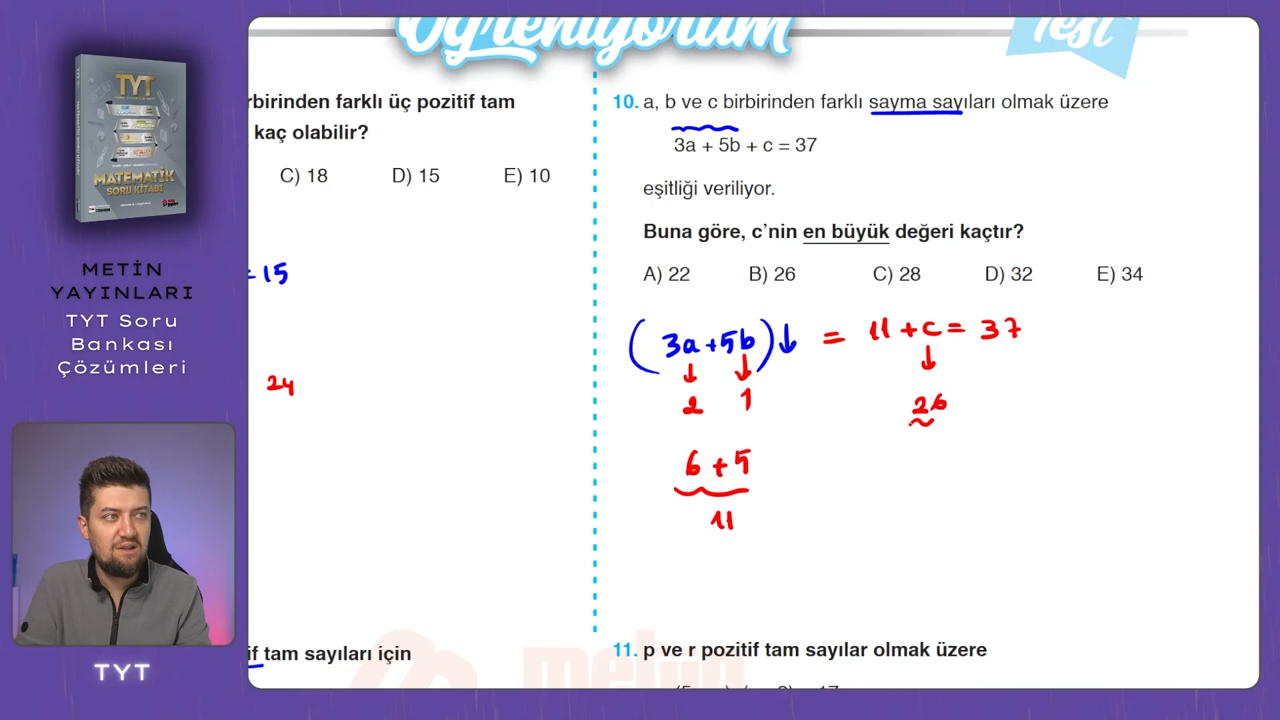 Öğreniyorum
Test
TYT
MATEMATİK
SORU KİTABI
METİN
YAYINLARI
TYT Soru
Bankası
Çözümleri
TYT
rbirinden farklı üç pozitif tam
kaç olabilir?
C) 18 D) 15 E) 10
= 15
24
if tam sayıları için
10. a, b ve c birbirinden farklı sayma sayıları olmak üzere
3a + 5b + c = 37
eşitliği veriliyor.
Buna göre, c'nin en büyük değeri kaçtır?
A) 22 B) 26 C) 28 D) 32 E) 34
(3a+5b)↓ = 11 + c = 37
↓ ↓ ↓
2 1 26
6 + 5
11
11. p ve r pozitif tam sayılar olmak üzere